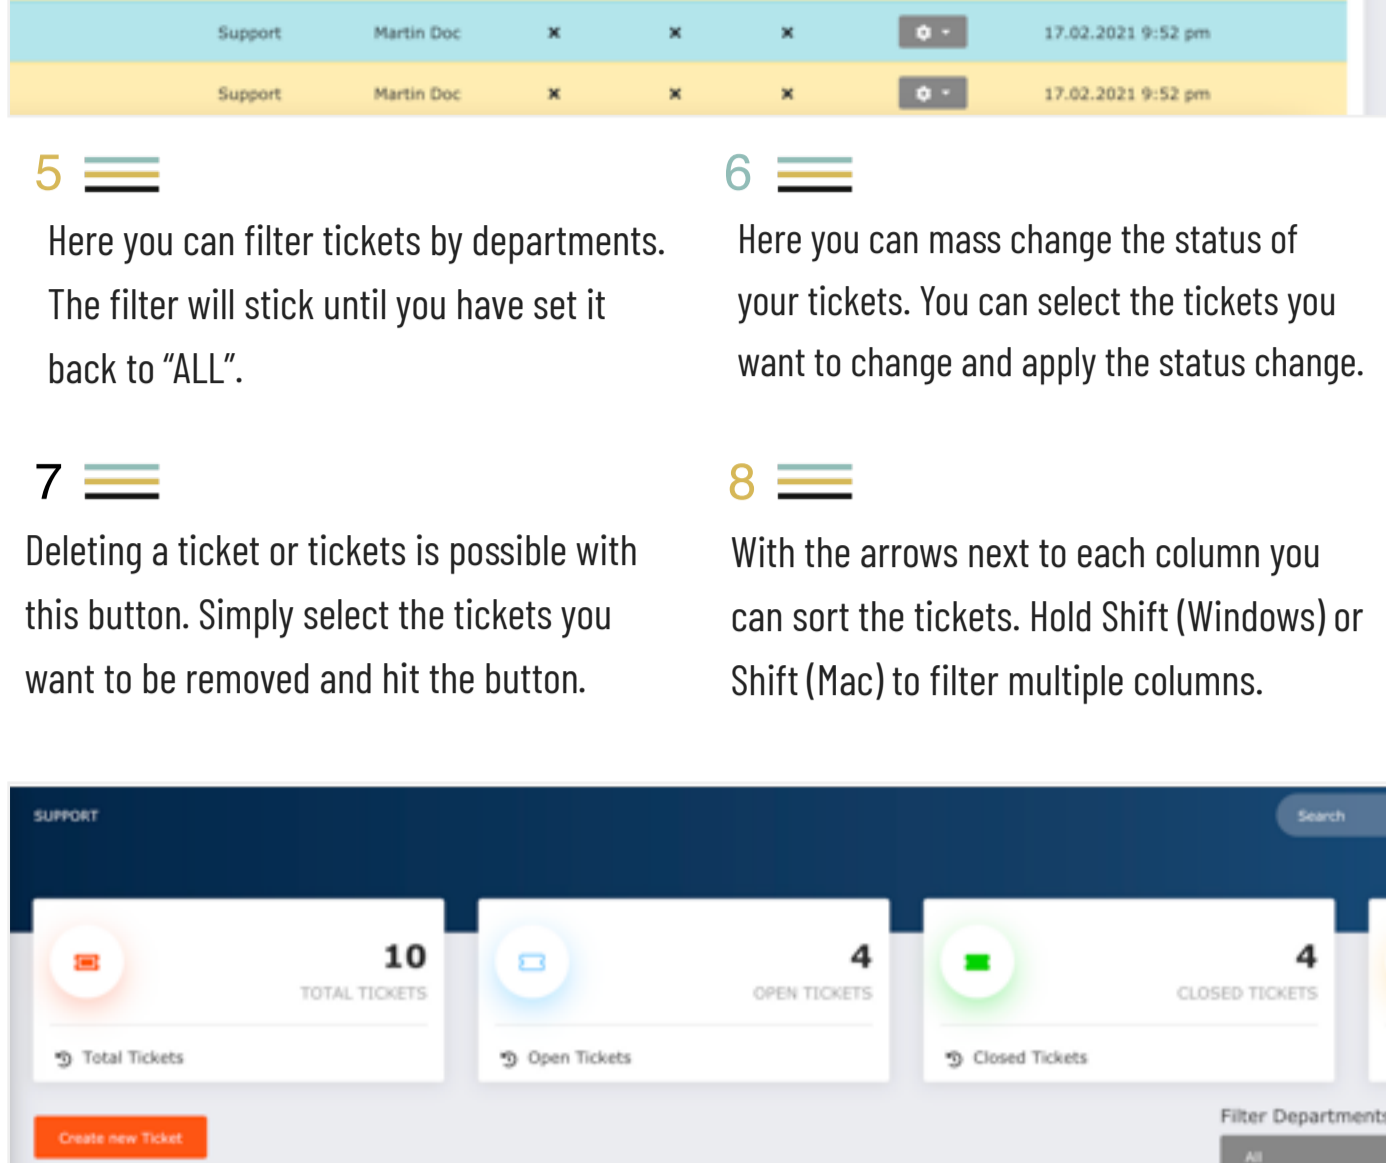 Support Martin Doc 17.02.2021 9:52 pm
Support Martin Doc 17.02.2021 9:52 pm
5
Here you can filter tickets by departments.
The filter will stick until you have set it
back to “ALL”.
6
Here you can mass change the status of
your tickets. You can select the tickets you
want to change and apply the status change.
7
Deleting a ticket or tickets is possible with
this button. Simply select the tickets you
want to be removed and hit the button.
8
With the arrows next to each column you
can sort the tickets. Hold Shift (Windows) or
Shift (Mac) to filter multiple columns.
SUPPORT
Search
10
TOTAL TICKETS
Total Tickets
4
OPEN TICKETS
Open Tickets
4
CLOSED TICKETS
Closed Tickets
Create new Ticket
Filter Departments
All